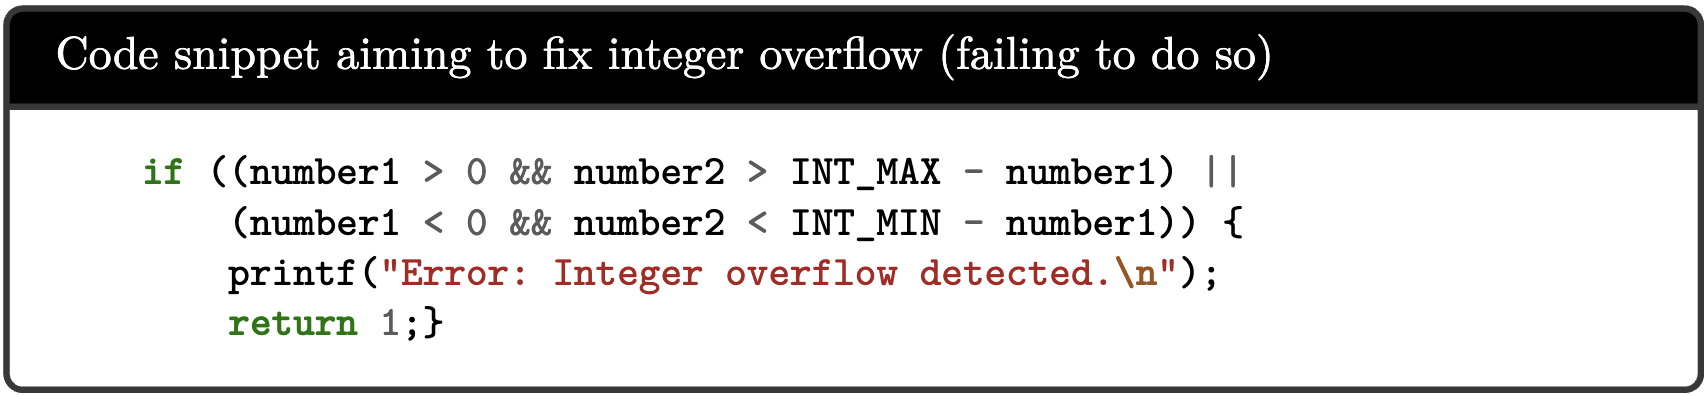 Code snippet aiming to fix integer overflow (failing to do so)
if ((number1 > 0 && number2 > INT_MAX - number1) ||
(number1 < 0 && number2 < INT_MIN - number1)) {
printf("Error: Integer overflow detected.\n");
return 1;}